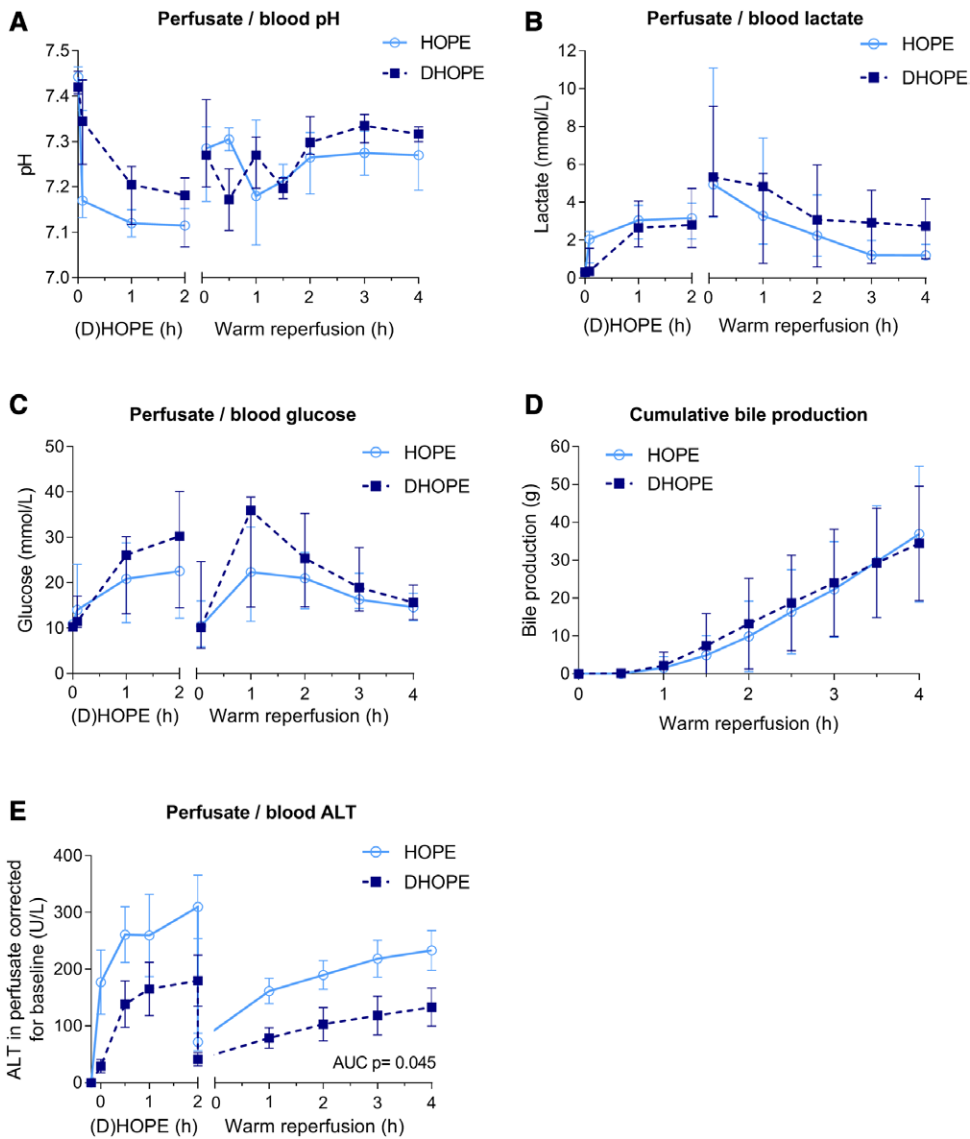 A
Perfusate / blood pH
HOPE
DHOPE
pH
7.5
7.4
7.3
7.2
7.1
7.0
0 1 2 0 1 2 3 4
(D)HOPE (h) Warm reperfusion (h)
B
Perfusate / blood lactate
HOPE
DHOPE
Lactate (mmol/L)
12
10
8
6
4
2
0
0 1 2 0 1 2 3 4
(D)HOPE (h) Warm reperfusion (h)
C
Perfusate / blood glucose
HOPE
DHOPE
Glucose (mmol/L)
50
40
30
20
10
0
0 1 2 0 1 2 3 4
(D)HOPE (h) Warm reperfusion (h)
D
Cumulative bile production
HOPE
DHOPE
Bile production (g)
60
50
40
30
20
10
0
0 1 2 3 4
Warm reperfusion (h)
E
Perfusate / blood ALT
HOPE
DHOPE
ALT in perfusate corrected
for baseline (U/L)
400
300
200
100
0
AUC p= 0.045
0 1 2 0 1 2 3 4
(D)HOPE (h) Warm reperfusion (h)